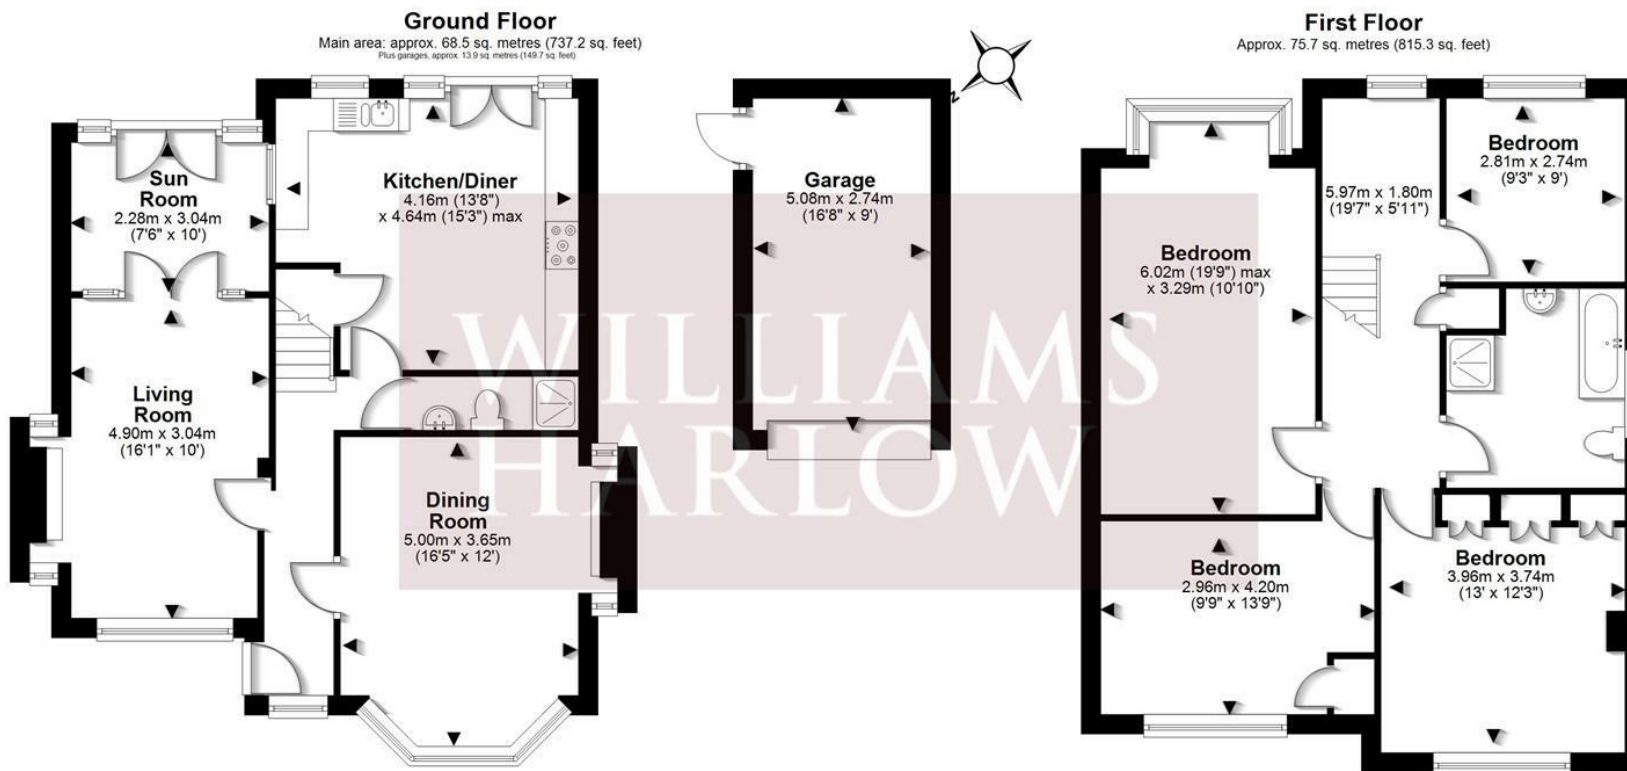 Ground Floor
Main area: approx. 68.5 sq. metres (737.2 sq. feet)
Plus garages, approx. 13.9 sq. metres (149.7 sq. feet)
First Floor
Approx. 75.7 sq. metres (815.3 sq. feet)
Sun
Room
2.28m x 3.04m
(7'6" x 10')
Kitchen/Diner
4.16m (13'8")
x 4.64m (15'3") max
Living
Room
4.90m x 3.04m
(16'1" x 10')
Dining
Room
5.00m x 3.65m
(16'5" x 12')
Garage
5.08m x 2.74m
(16'8" x 9')
N
Bedroom
6.02m (19'9") max
x 3.29m (10'10")
5.97m x 1.80m
(19'7" x 5'11")
Bedroom
2.81m x 2.74m
(9'3" x 9')
Bedroom
2.96m x 4.20m
(9'9" x 13'9")
Bedroom
3.96m x 3.74m
(13' x 12'3")
WILLIAMS
HARLOW